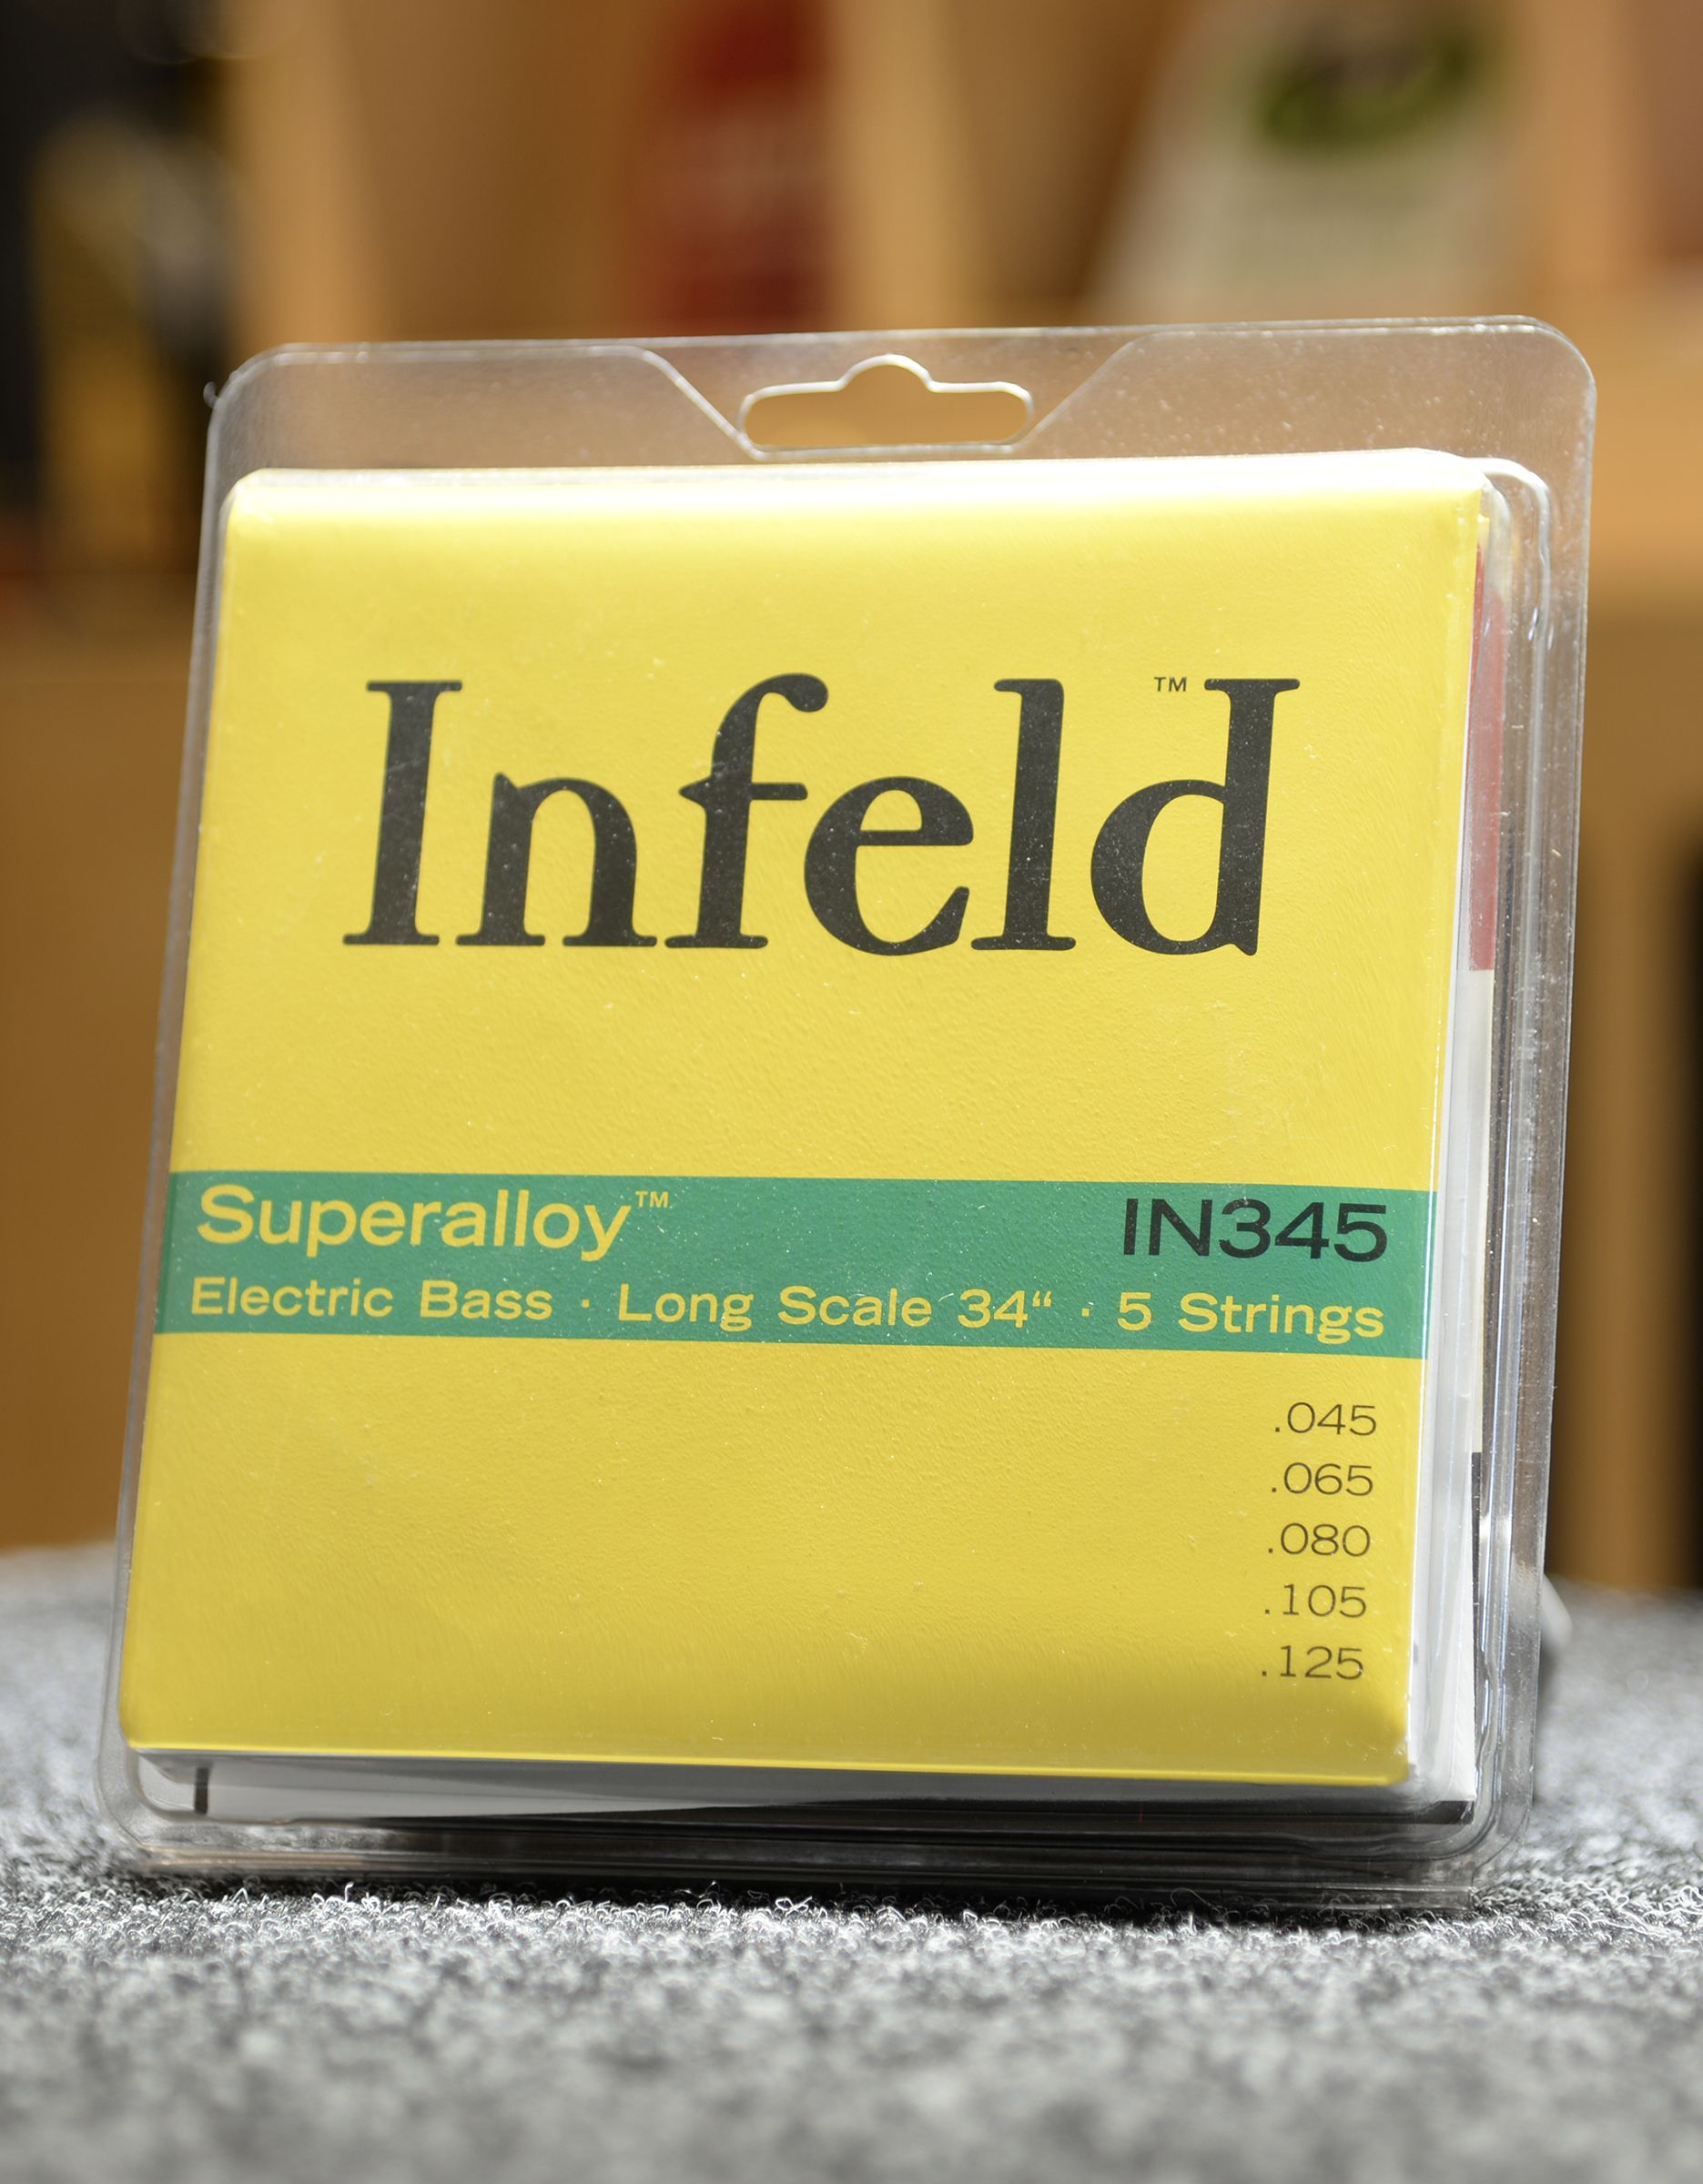 Infeld™
Superalloy™ IN345
Electric Bass · Long Scale 34“ · 5 Strings
.045
.065
.080
.105
.125